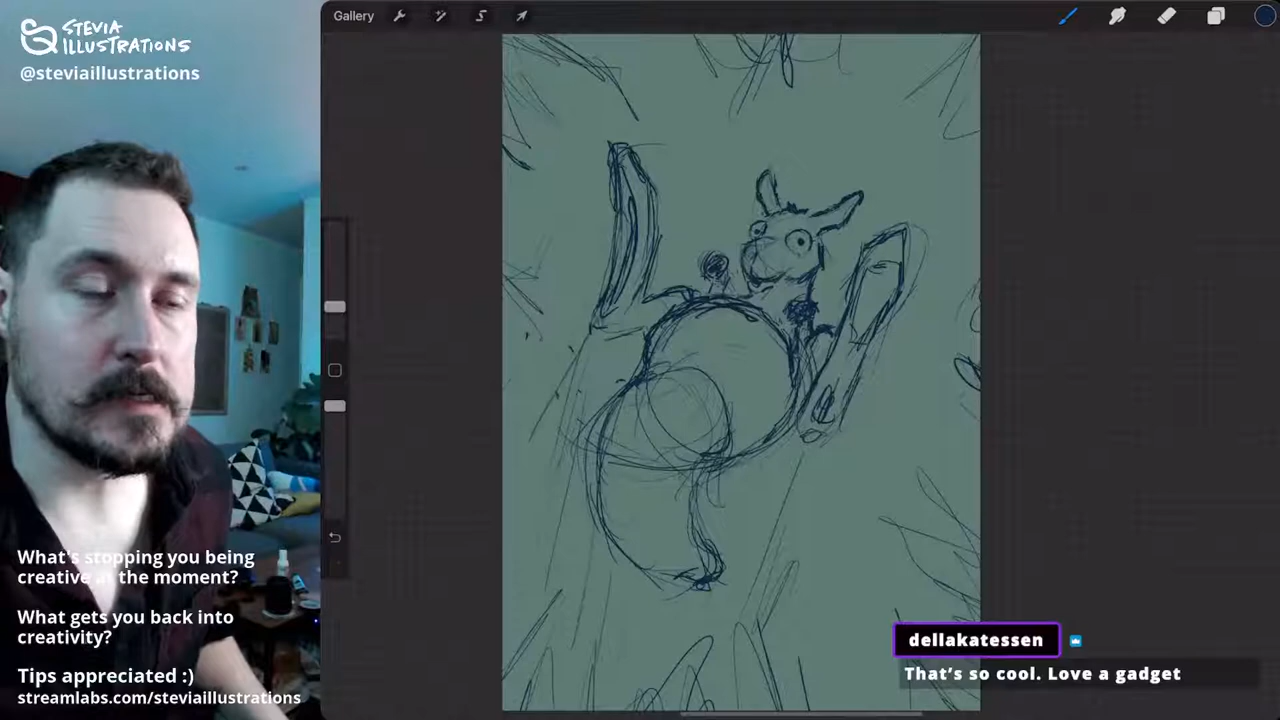 STEVIA
ILLUSTRATIONS
@steviaillustrations
Gallery
What's stopping you being
creative at the moment?
What gets you back into
creativity?
Tips appreciated :)
streamlabs.com/steviaillustrations
dellakatessen
That's so cool. Love a gadget